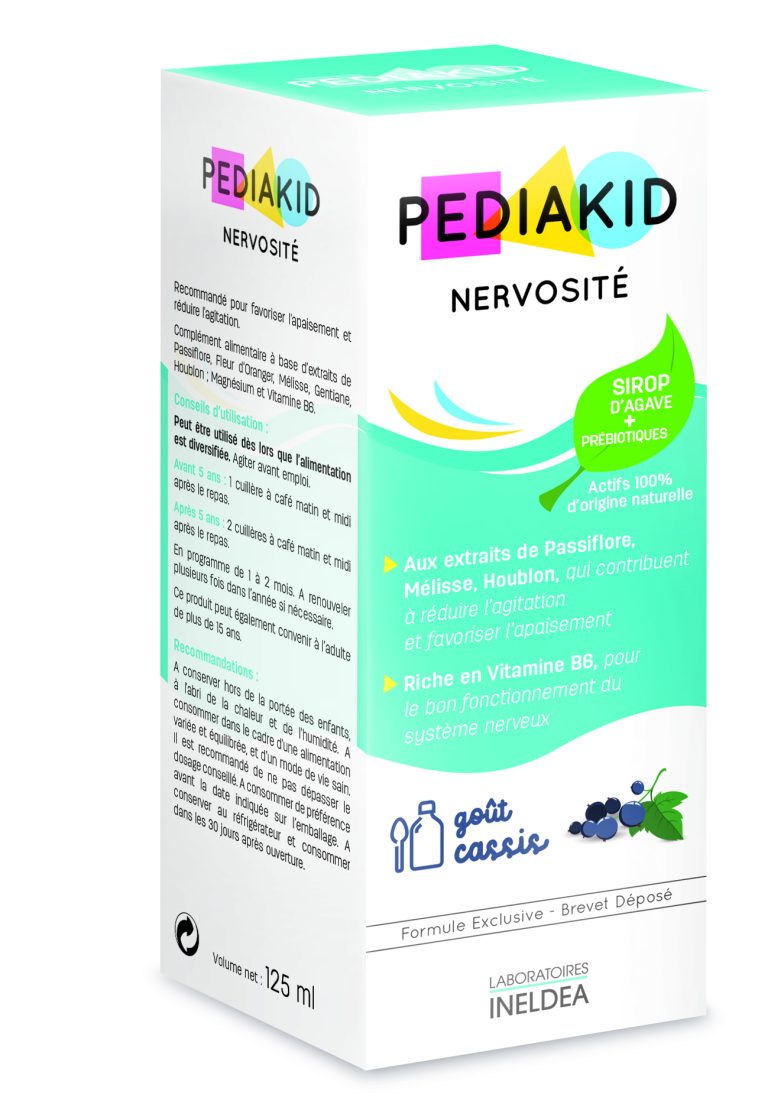 PEDIAKID
NERVOSITÉ
PEDIAKID
NERVOSITÉ
Recommandé pour favoriser l'apaisement et
réduire l'agitation.
Complément alimentaire à base d'extraits de
Passiflore, Fleur d'Oranger, Mélisse, Gentiane,
Houblon ; Magnésium et Vitamine B6.
Conseils d'utilisation :
Peut être utilisé dès lors que l'alimentation
est diversifiée. Agiter avant emploi.
Avant 5 ans : 1 cuillère à café matin et midi
après le repas.
Après 5 ans : 2 cuillères à café matin et midi
après le repas.
En programme de 1 à 2 mois. A renouveler
plusieurs fois dans l'année si nécessaire.
Ce produit peut également convenir à l'adulte
de plus de 15 ans.
Recommandations :
A conserver hors de la portée des enfants,
à l'abri de la chaleur et de l'humidité. A
consommer dans le cadre d'une alimentation
variée et équilibrée, et d'un mode de vie sain.
Il est recommandé de ne pas dépasser le
dosage conseillé. A consommer de préférence
avant la date indiquée sur l'emballage. A
conserver au réfrigérateur et consommer
dans les 30 jours après ouverture.
Volume net : 125 ml
PEDIAKID
NERVOSITÉ
SIROP
D'AGAVE
+
PRÉBIOTIQUES
Actifs 100%
d'origine naturelle
Aux extraits de Passiflore,
Mélisse, Houblon, qui contribuent
à réduire l'agitation
et favoriser l'apaisement
Riche en Vitamine B6, pour
le bon fonctionnement du
système nerveux
goût
cassis
Formule Exclusive - Brevet Déposé
LABORATOIRES
INELDEA